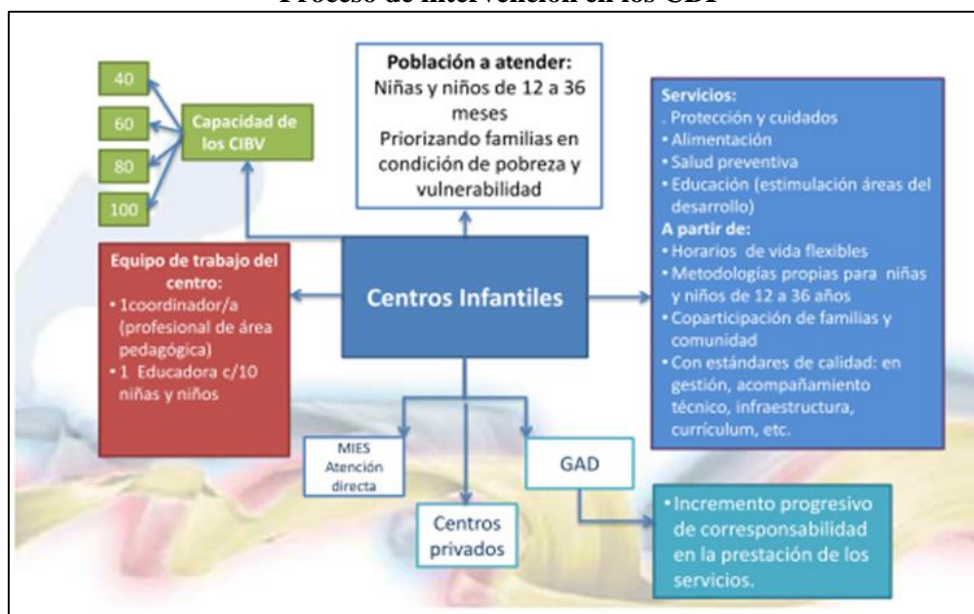 Proceso de intervención en los CDI
40
60
80
100
Capacidad de
los CIBV
Población a atender:
Niñas y niños de 12 a 36
meses
Priorizando familias en
condición de pobreza y
vulnerabilidad
Servicios:
. Protección y cuidados
• Alimentación
• Salud preventiva
• Educación (estimulación áreas del
desarrollo)
A partir de:
• Horarios de vida flexibles
• Metodologías propias para niñas
y niños de 12 a 36 años
• Coparticipación de familias y
comunidad
• Con estándares de calidad: en
gestión, acompañamiento
técnico, infraestructura,
currículum, etc.
Equipo de trabajo del
centro:
• 1coordinador/a
(profesional de área
pedagógica)
• 1 Educadora c/10
niñas y niños
Centros Infantiles
MIES
Atención
directa
Centros
privados
GAD
• Incremento progresivo
de corresponsabilidad
en la prestación de los
servicios.